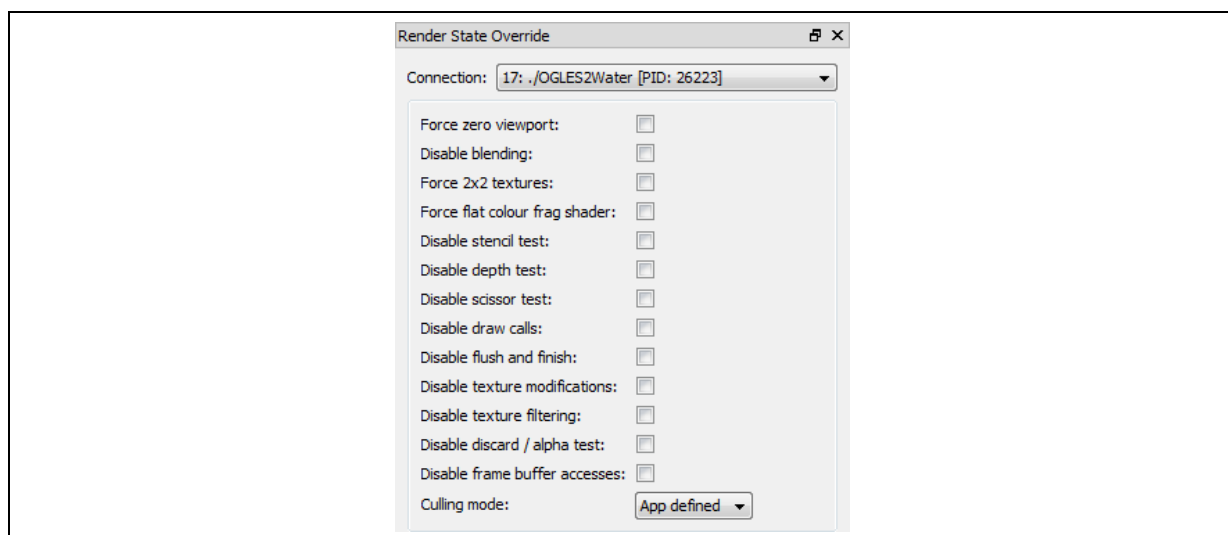 Render State Override
Connection: 17: ./OGLES2Water [PID: 26223]
Force zero viewport:
Disable blending:
Force 2x2 textures:
Force flat colour frag shader:
Disable stencil test:
Disable depth test:
Disable scissor test:
Disable draw calls:
Disable flush and finish:
Disable texture modifications:
Disable texture filtering:
Disable discard / alpha test:
Disable frame buffer accesses:
Culling mode: App defined